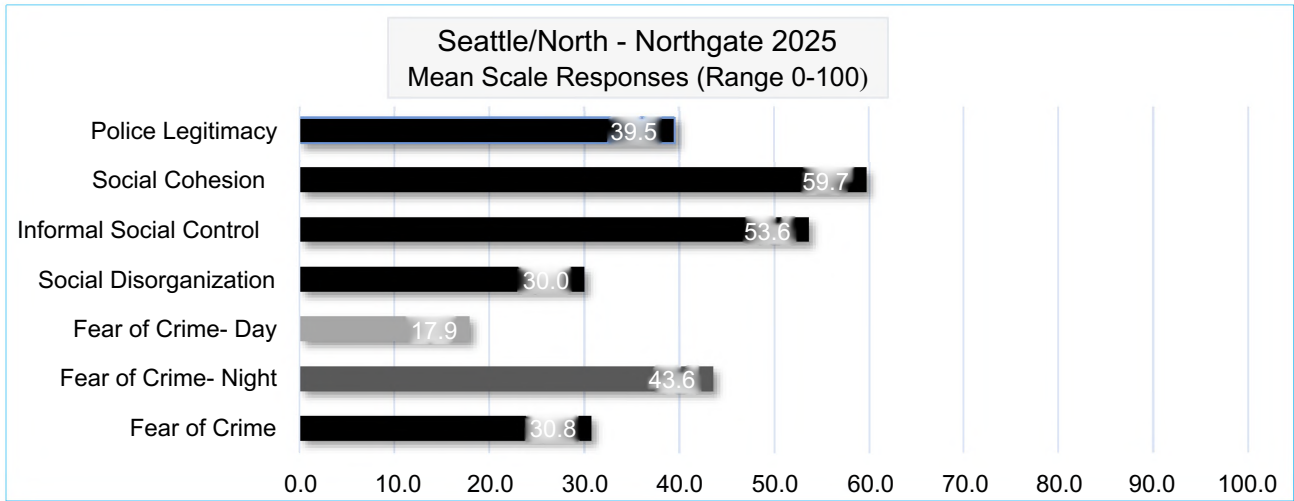 Seattle/North - Northgate 2025
Mean Scale Responses (Range 0-100)
Police Legitimacy 39.5
Social Cohesion 59.7
Informal Social Control 53.6
Social Disorganization 30.0
Fear of Crime- Day 17.9
Fear of Crime- Night 43.6
Fear of Crime 30.8
0.0 10.0 20.0 30.0 40.0 50.0 60.0 70.0 80.0 90.0 100.0